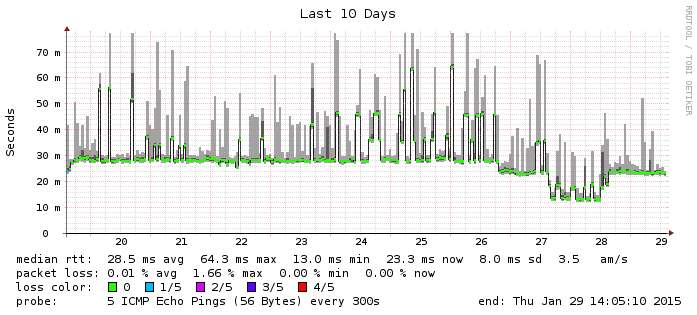 Last 10 Days
RRDTOOL / TOBI OETIKER
Seconds
70 m
60 m
50 m
40 m
30 m
20 m
10 m
0
20 21 22 23 24 25 26 27 28 29
median rtt: 28.5 ms avg 64.3 ms max 13.0 ms min 23.3 ms now 8.0 ms sd 3.5 am/s
packet loss: 0.01 % avg 1.66 % max 0.00 % min 0.00 % now
loss color: 0 1/5 2/5 3/5 4/5
probe: 5 ICMP Echo Pings (56 Bytes) every 300s end: Thu Jan 29 14:05:10 2015